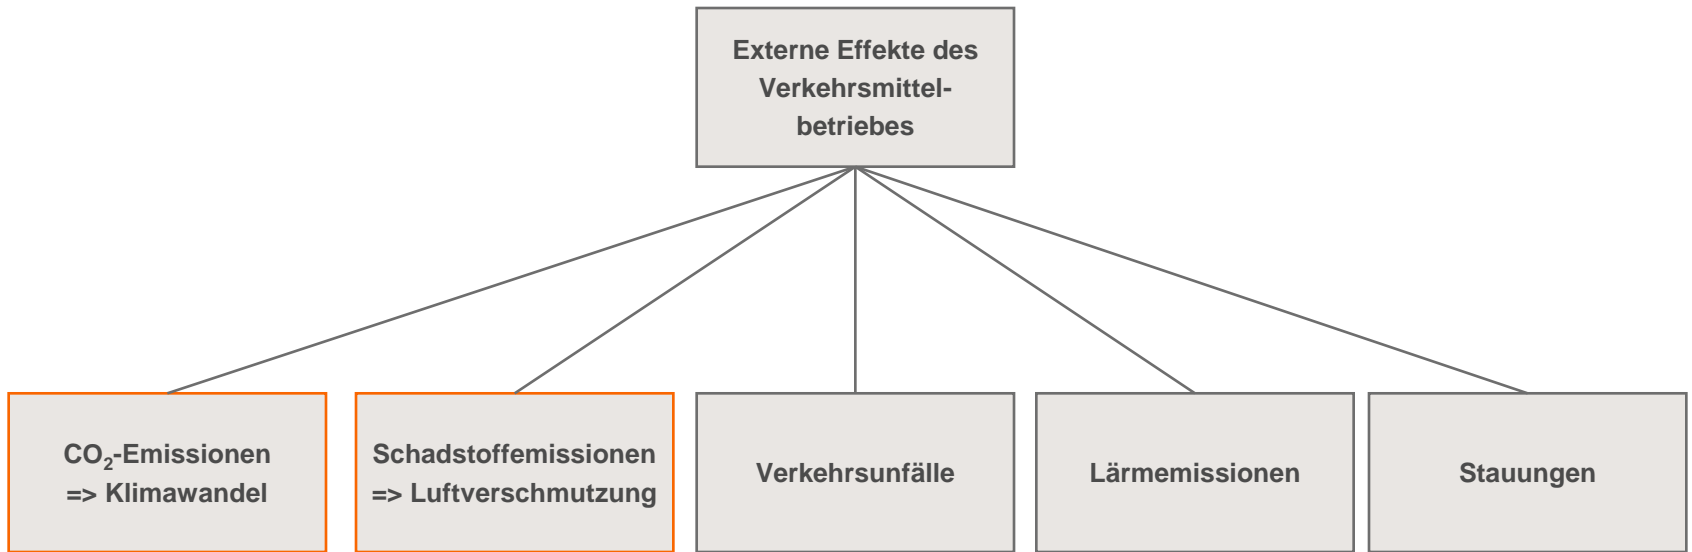 Externe Effekte des
Verkehrsmittel-
betriebes
CO₂-Emissionen
=> Klimawandel
Schadstoffemissionen
=> Luftverschmutzung
Verkehrsunfälle
Lärmemissionen
Stauungen